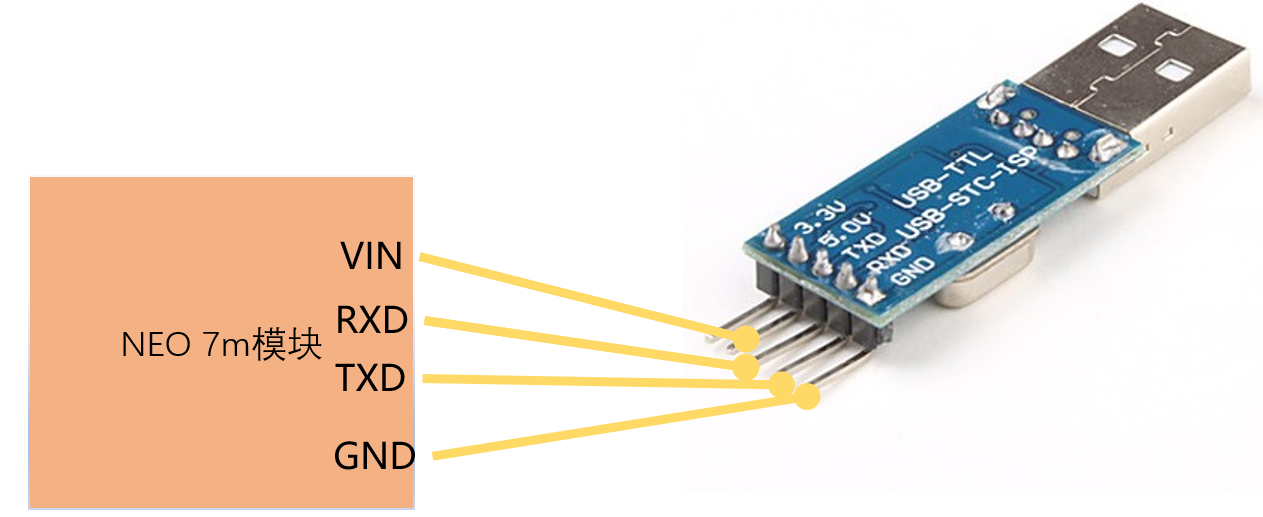 VIN
RXD
NEO 7m模块
TXD
GND
3.3V
5.0V
TXD
RXD
GND
USB-TTL
USB-STC-ISP